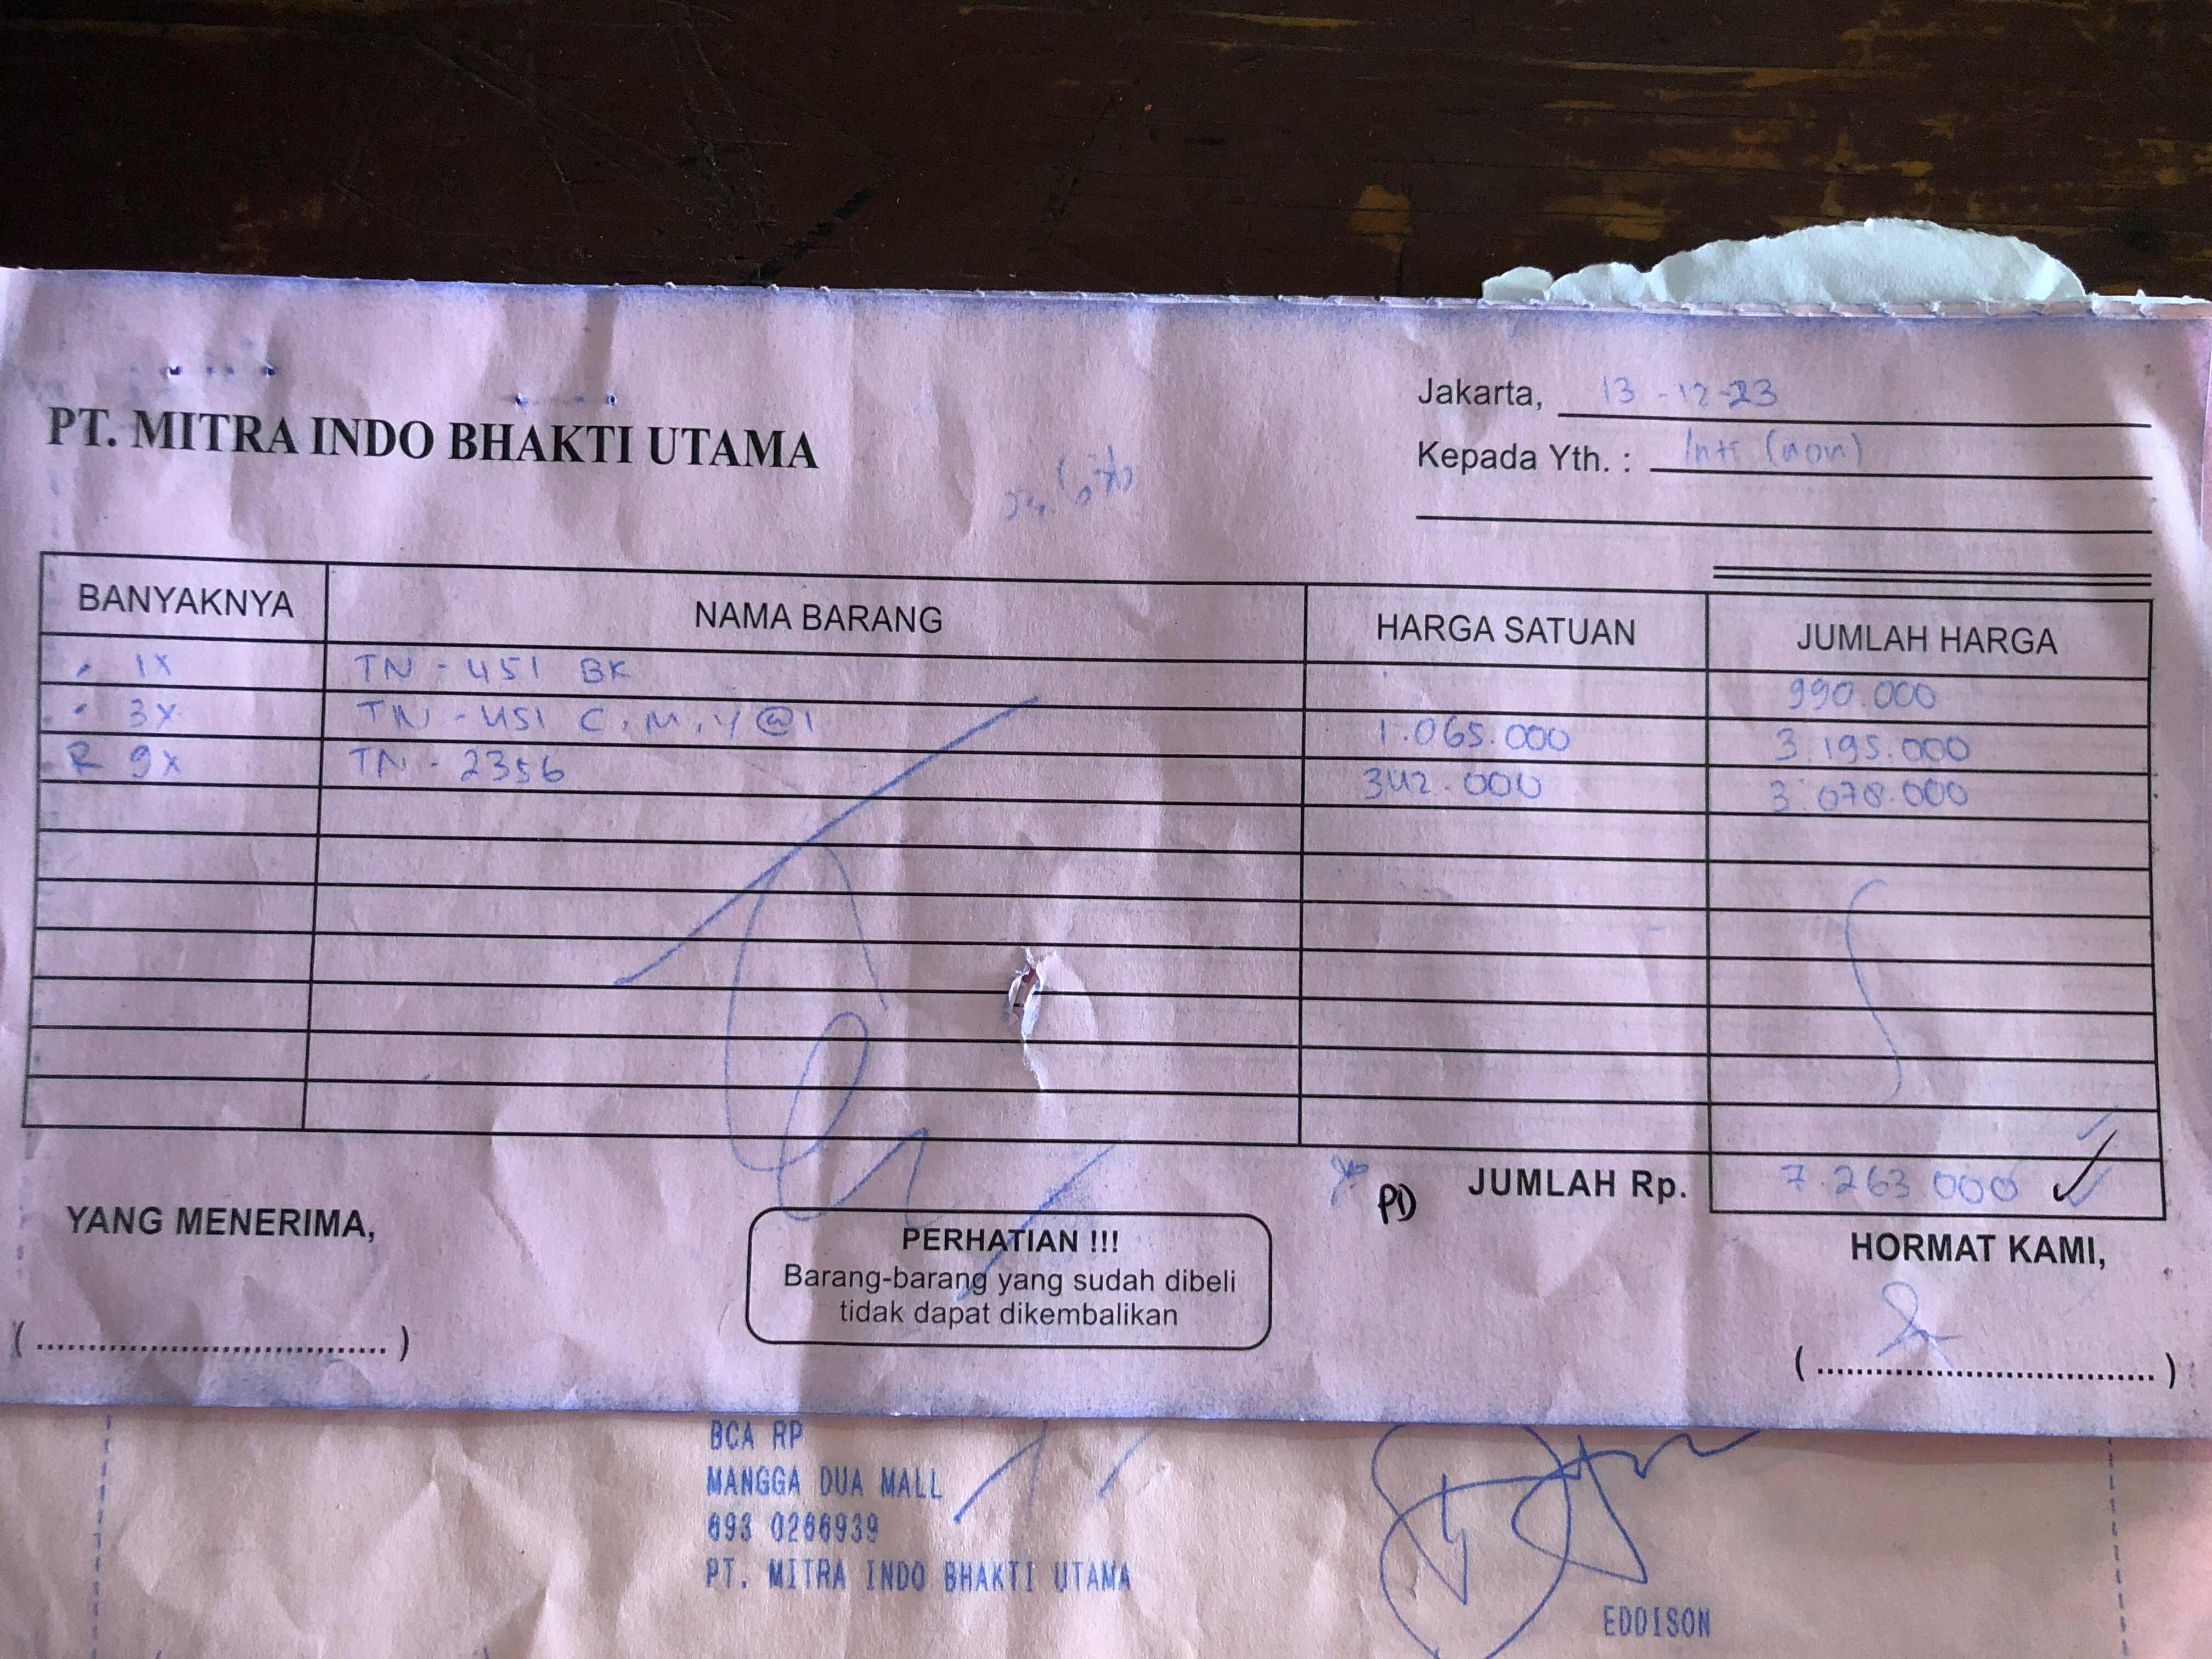 Jakarta, 13-12-23
PT. MITRA INDO BHAKTI UTAMA
Kepada Yth. : Inti (non)
BANYAKNYA NAMA BARANG HARGA SATUAN JUMLAH HARGA
1x TN - 451 BK 990.000
3x TN - 451 C, M, Y @1 1.065.000 3.195.000
R 9x TN - 2356 342.000 3.078.000
PD JUMLAH Rp. 7.263.000
YANG MENERIMA,
PERHATIAN !!!
Barang-barang yang sudah dibeli
tidak dapat dikembalikan
HORMAT KAMI,
BCA RP
MANGGA DUA MALL
693 0266939
PT. MITRA INDO BHAKTI UTAMA
EDDISON